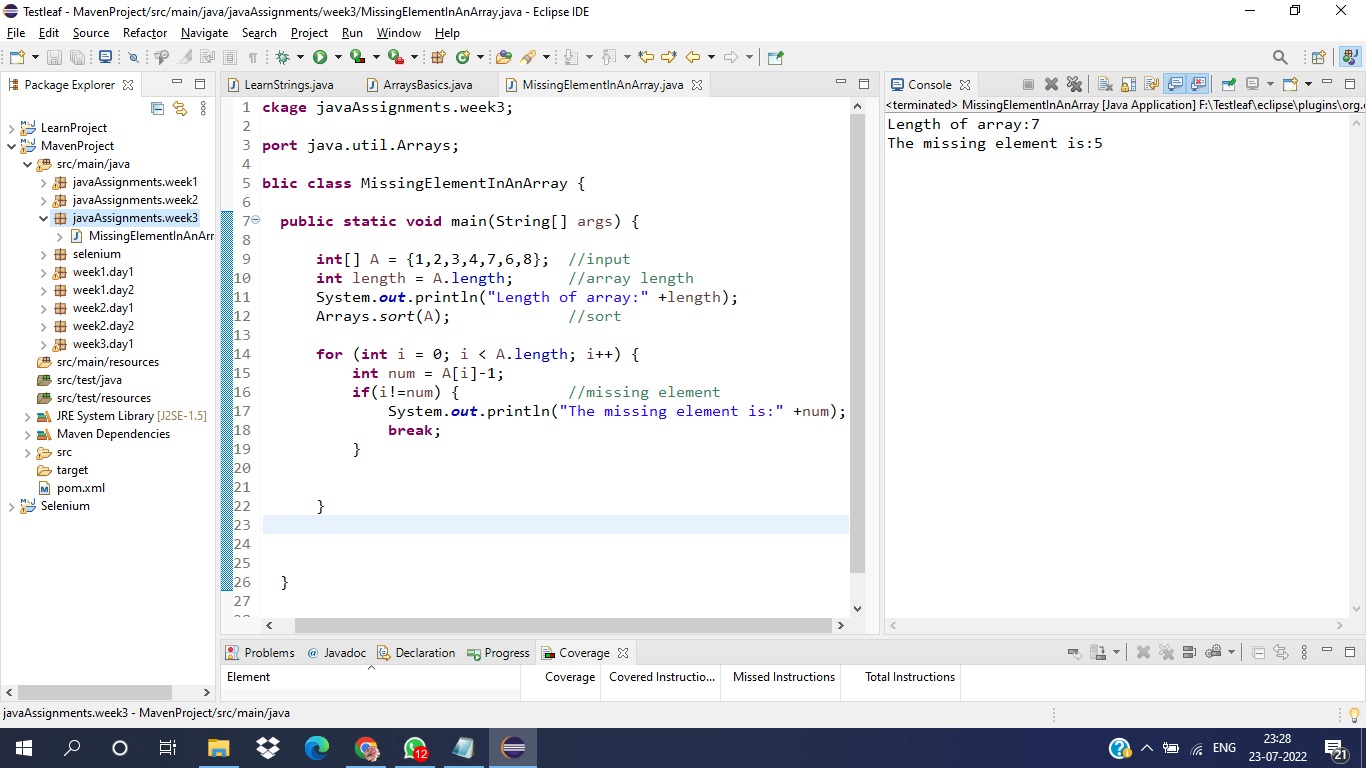 Testleaf - MavenProject/src/main/java/javaAssignments/week3/MissingElementInAnArray.java - Eclipse IDE
File Edit Source Refactor Navigate Search Project Run Window Help
Package Explorer
LearnProject
MavenProject
src/main/java
javaAssignments.week1
javaAssignments.week2
javaAssignments.week3
MissingElementInAnArr
selenium
week1.day1
week1.day2
week2.day1
week2.day2
week3.day1
src/main/resources
src/test/java
src/test/resources
JRE System Library [J2SE-1.5]
Maven Dependencies
src
target
pom.xml
Selenium
LearnStrings.java ArraysBasics.java MissingElementInAnArray.java
1 ckage javaAssignments.week3;
2
3 port java.util.Arrays;
4
5 blic class MissingElementInAnArray {
6
7 public static void main(String[] args) {
8
9 int[] A = {1,2,3,4,7,6,8}; //input
10 int length = A.length; //array length
11 System.out.println("Length of array:" +length);
12 Arrays.sort(A); //sort
13
14 for (int i = 0; i < A.length; i++) {
15 int num = A[i]-1;
16 if(i!=num) { //missing element
17 System.out.println("The missing element is:" +num);
18 break;
19 }
20
21
22 }
23
24
25
26 }
27
Console
<terminated> MissingElementInAnArray [Java Application] F:\Testleaf\eclipse\plugins\org.
Length of array:7
The missing element is:5
Problems @ Javadoc Declaration Progress Coverage
Element Coverage Covered Instructio... Missed Instructions Total Instructions
javaAssignments.week3 - MavenProject/src/main/java
12
ENG
23:28
23-07-2022
21